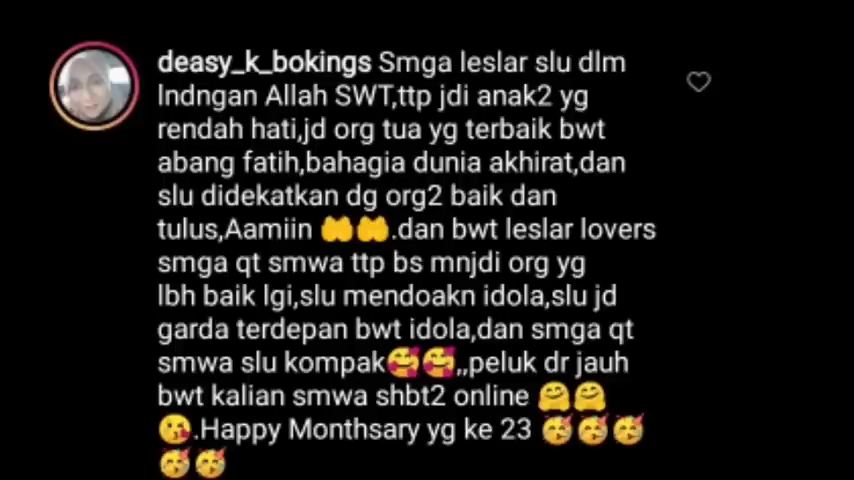 deasy_k_bokings Smga leslar slu dlm
lndngan Allah SWT,ttp jdi anak2 yg
rendah hati,jd org tua yg terbaik bwt
abang fatih,bahagia dunia akhirat,dan
slu didekatkan dg org2 baik dan
tulus,Aamiin 🤲🤲.dan bwt leslar lovers
smga qt smwa ttp bs mnjdi org yg
lbh baik lgi,slu mendoakn idola,slu jd
garda terdepan bwt idola,dan smga qt
smwa slu kompak🥰🥰,,peluk dr jauh
bwt kalian smwa shbt2 online 🤗🤗
😘.Happy Monthsary yg ke 23 🥳🥳🥳
🥳🥳